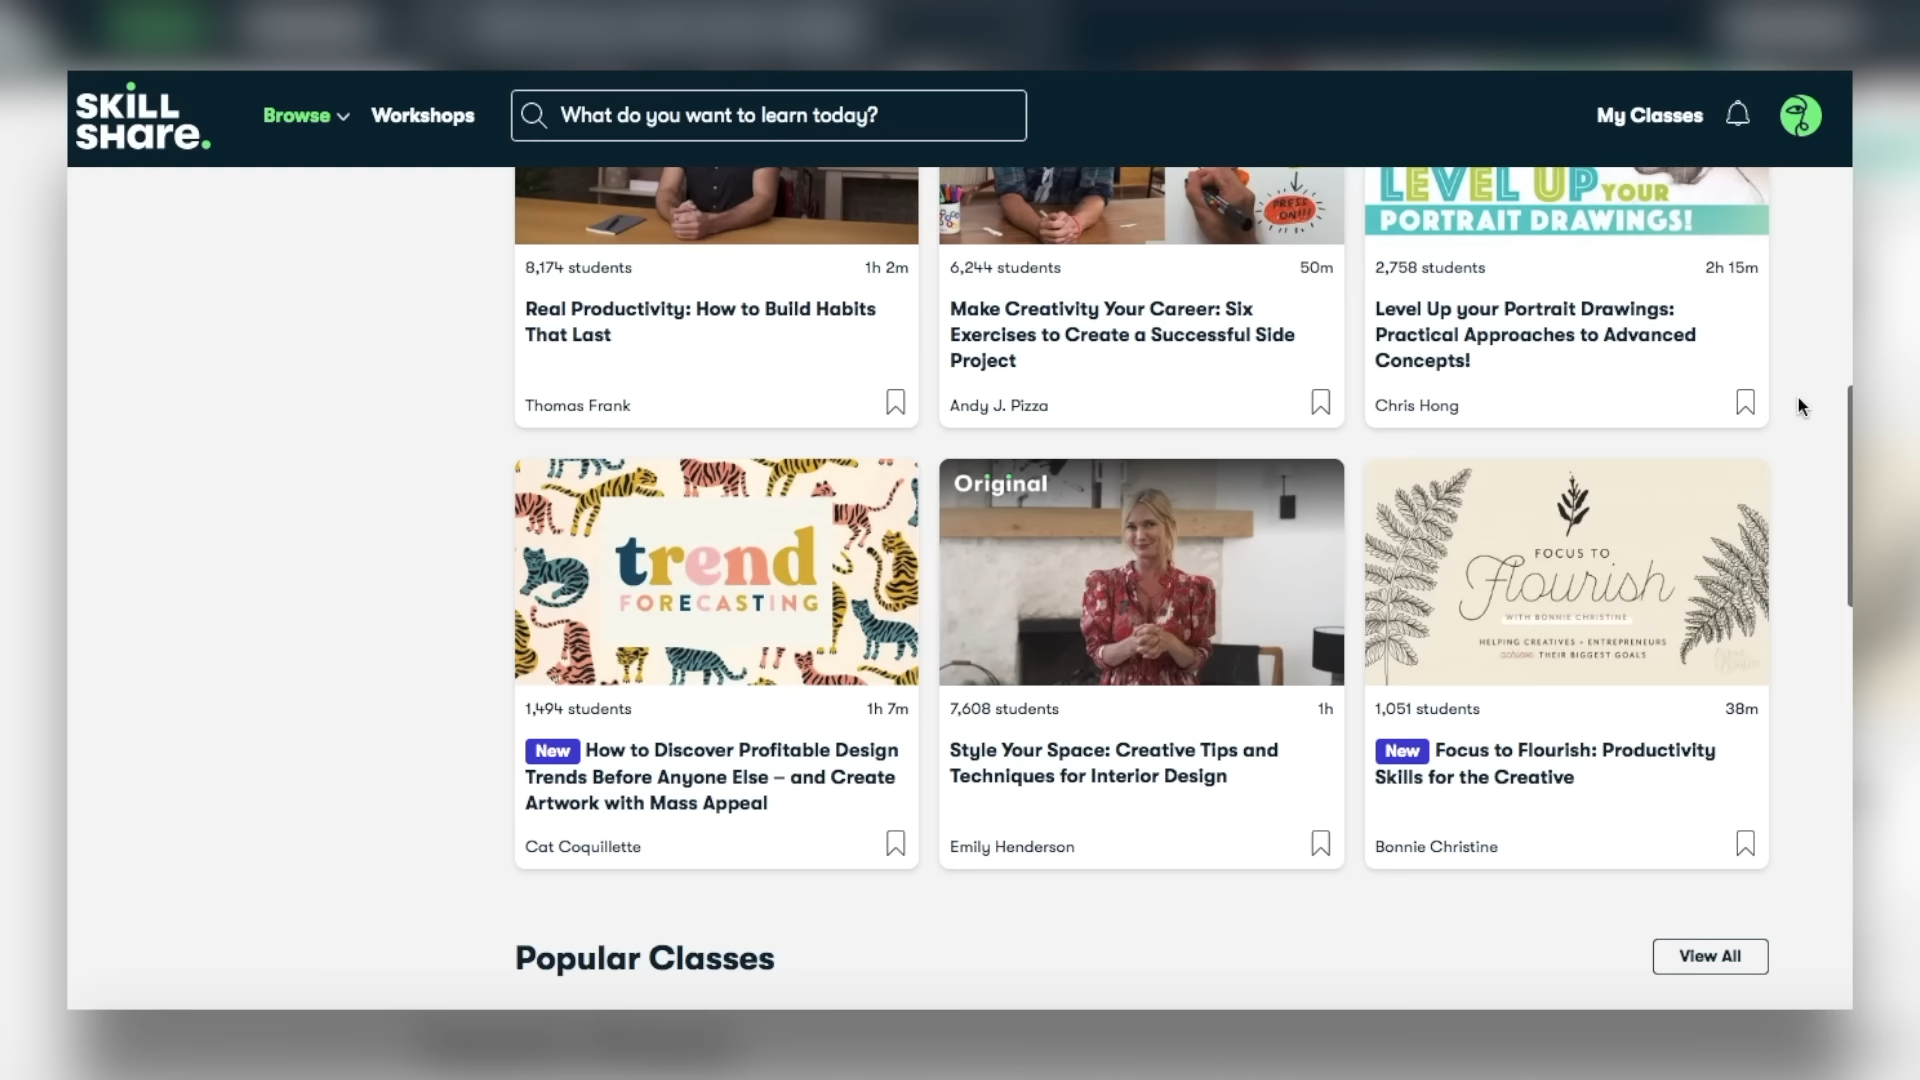 SKILL
SHare.
Browse
Workshops
What do you want to learn today?
My Classes
PRESS
ON!!!
LEVEL UP YOUR
PORTRAIT DRAWINGS!
8,174 students
1h 2m
Real Productivity: How to Build Habits
That Last
Thomas Frank
6,244 students
50m
Make Creativity Your Career: Six
Exercises to Create a Successful Side
Project
Andy J. Pizza
2,758 students
2h 15m
Level Up your Portrait Drawings:
Practical Approaches to Advanced
Concepts!
Chris Hong
trend
FORECASTING
1,494 students
1h 7m
New How to Discover Profitable Design
Trends Before Anyone Else – and Create
Artwork with Mass Appeal
Cat Coquillette
Original
7,608 students
1h
Style Your Space: Creative Tips and
Techniques for Interior Design
Emily Henderson
FOCUS TO
Flourish
WITH BONNIE CHRISTINE
HELPING CREATIVES + ENTREPRENEURS
THEIR BIGGEST GOALS
1,051 students
38m
New Focus to Flourish: Productivity
Skills for the Creative
Bonnie Christine
Popular Classes
View All